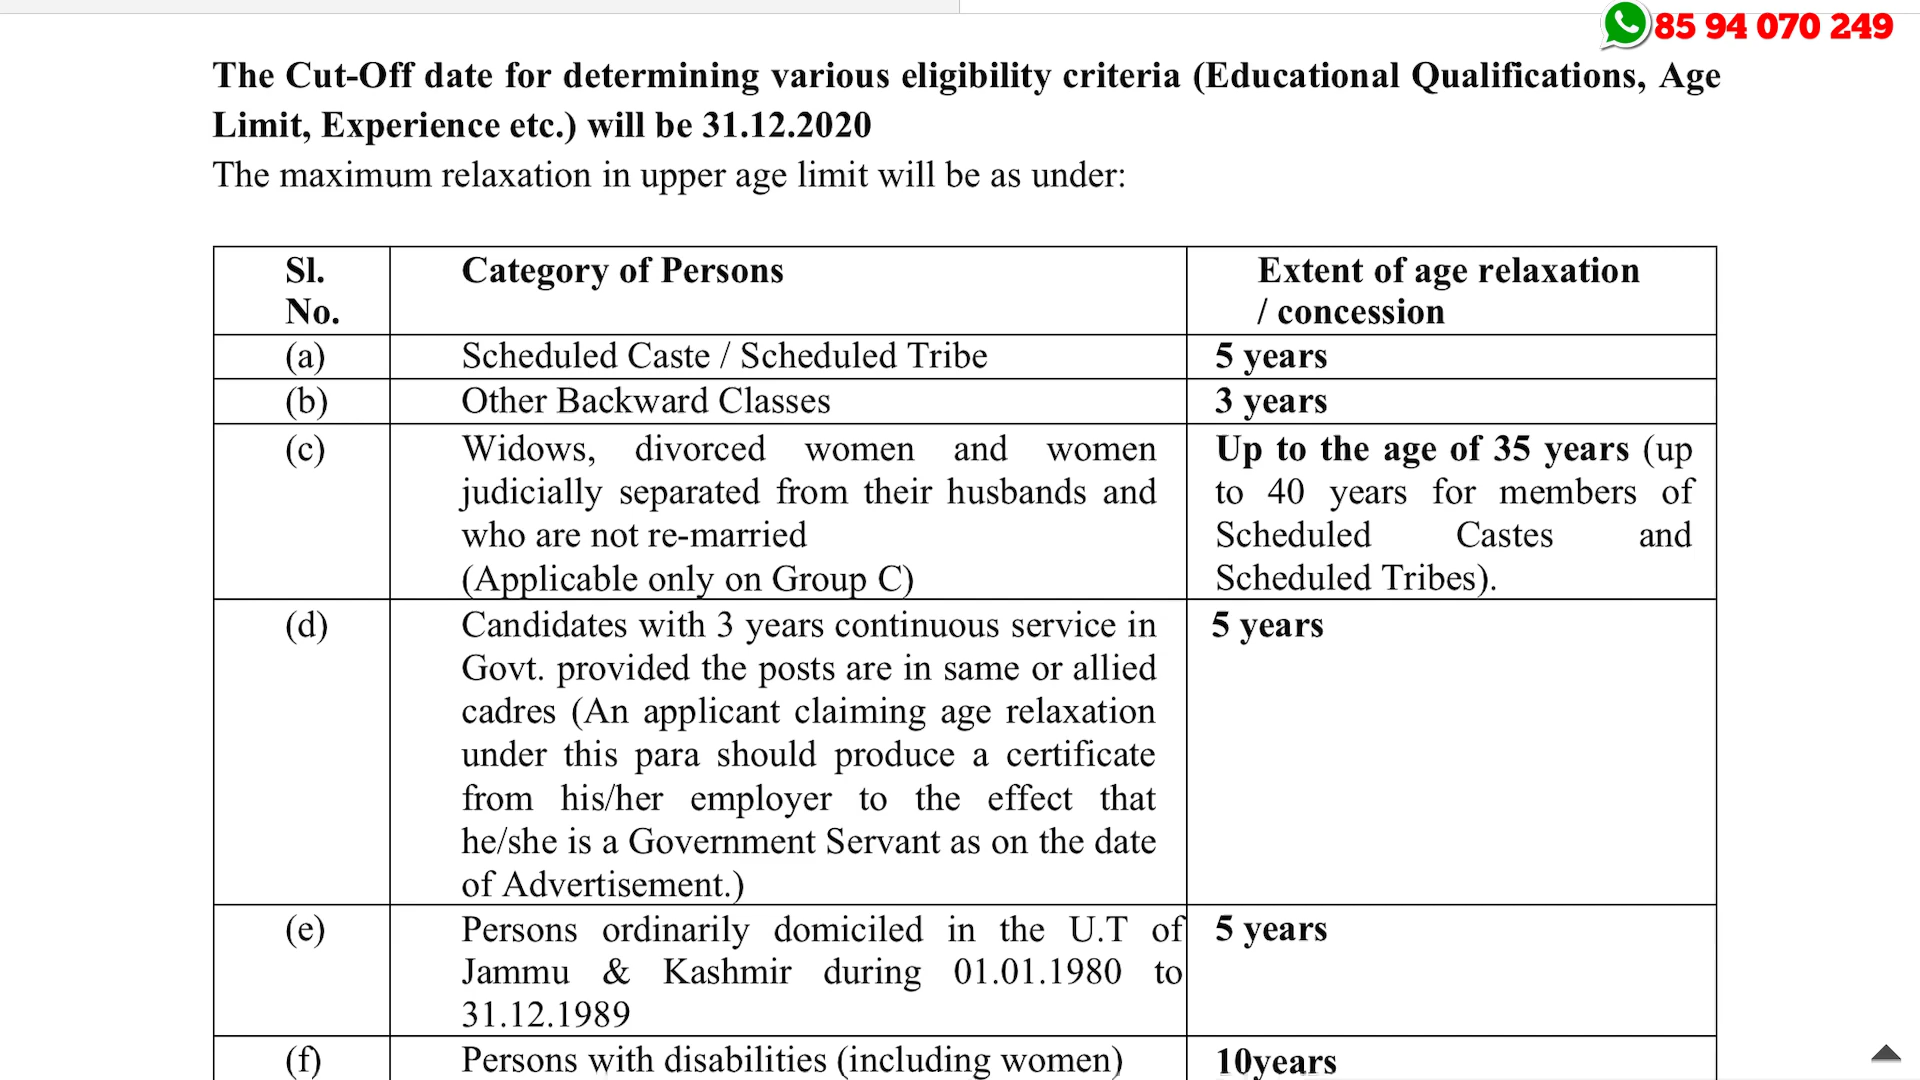 85 94 070 249
The Cut-Off date for determining various eligibility criteria (Educational Qualifications, Age
Limit, Experience etc.) will be 31.12.2020
The maximum relaxation in upper age limit will be as under:
Sl.
No.
Category of Persons
Extent of age relaxation
/ concession
(a)
Scheduled Caste / Scheduled Tribe
5 years
(b)
Other Backward Classes
3 years
(c)
Widows, divorced women and women
judicially separated from their husbands and
who are not re-married
(Applicable only on Group C)
Up to the age of 35 years (up
to 40 years for members of
Scheduled Castes and
Scheduled Tribes).
(d)
Candidates with 3 years continuous service in
Govt. provided the posts are in same or allied
cadres (An applicant claiming age relaxation
under this para should produce a certificate
from his/her employer to the effect that
he/she is a Government Servant as on the date
of Advertisement.)
5 years
(e)
Persons ordinarily domiciled in the U.T of
Jammu & Kashmir during 01.01.1980 to
31.12.1989
5 years
(f)
Persons with disabilities (including women)
10years